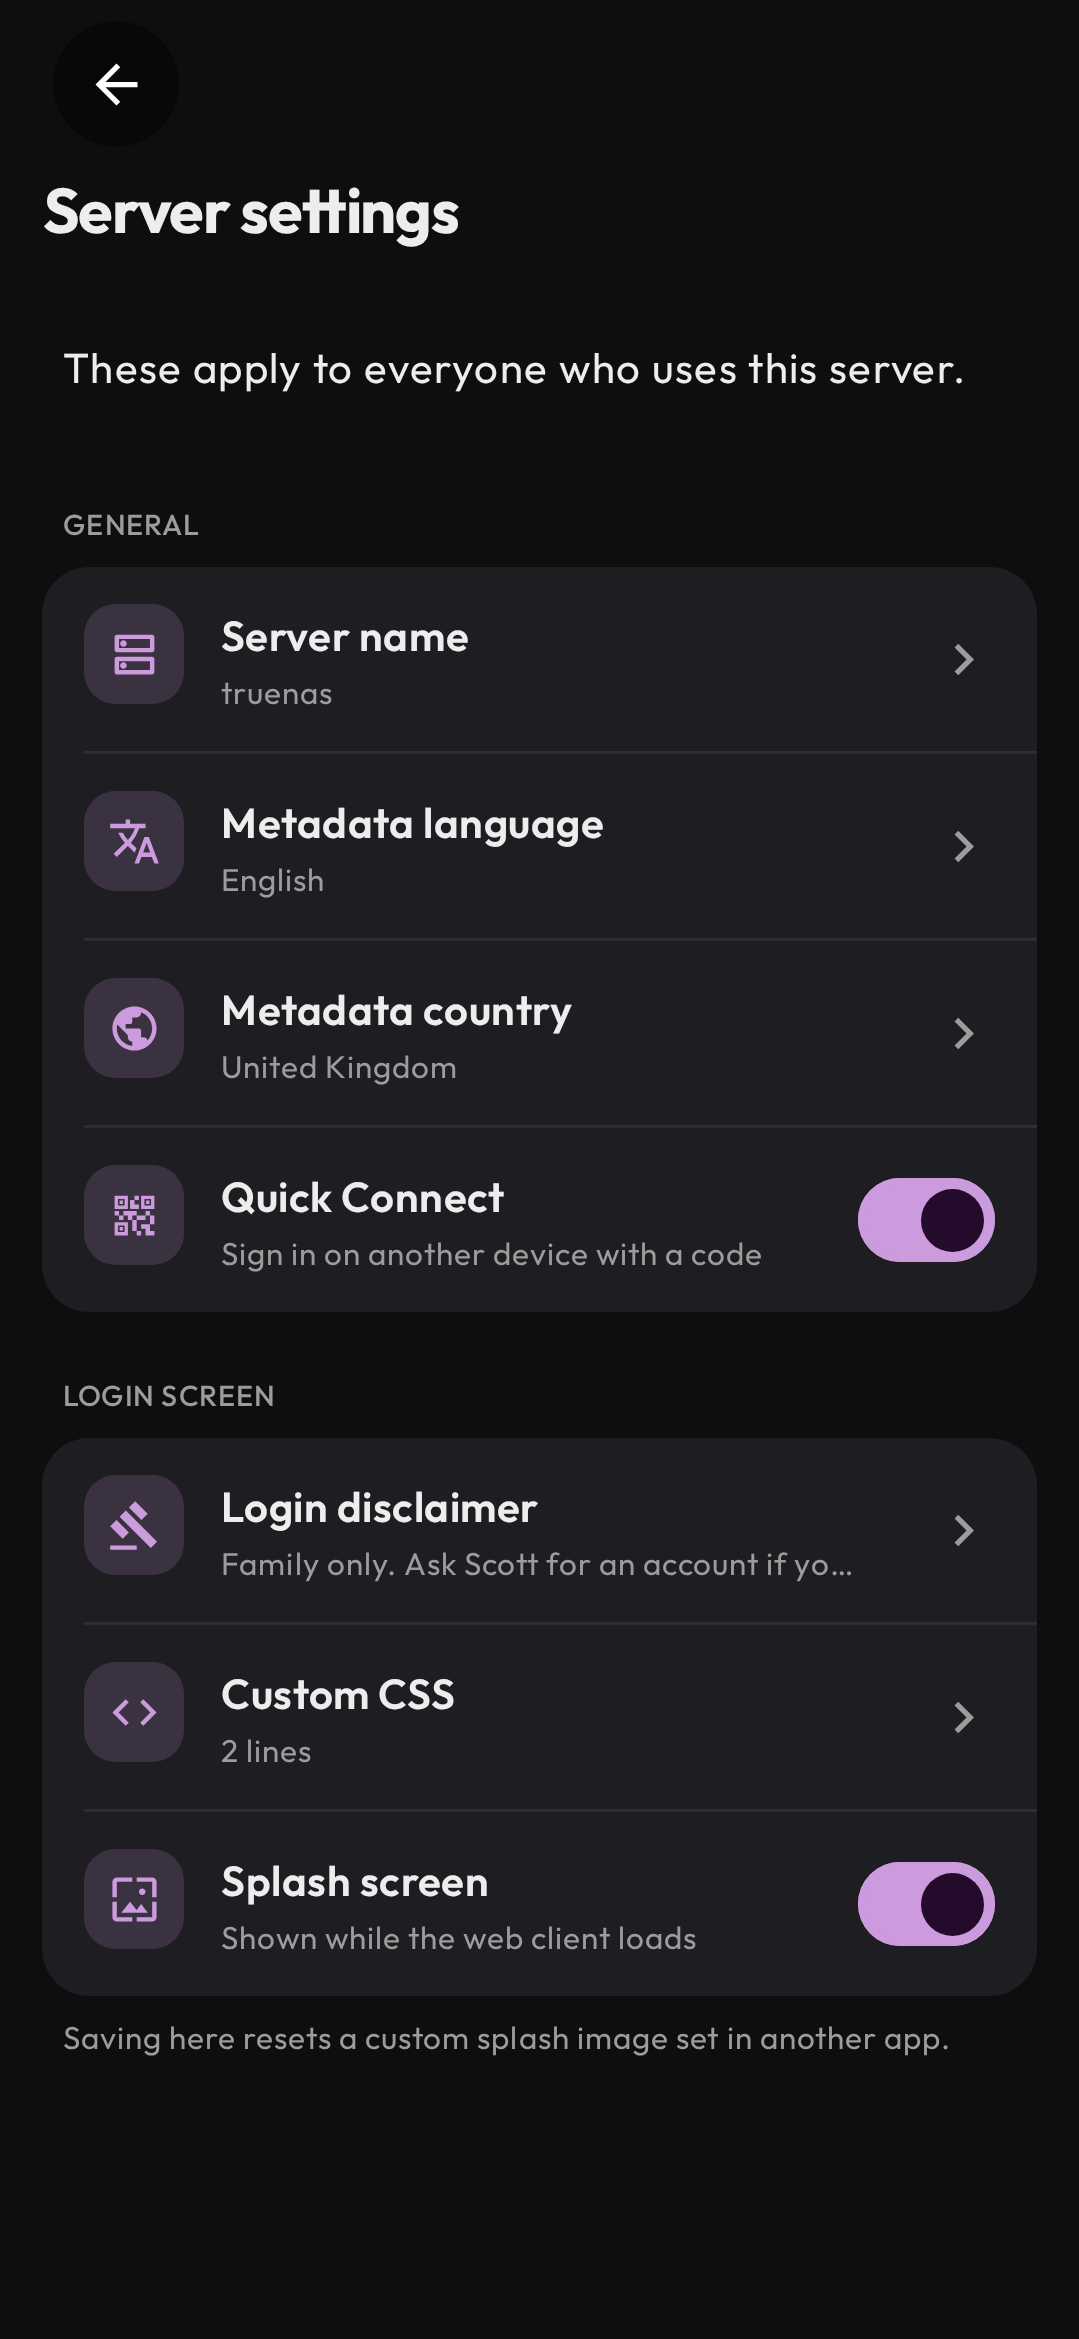 Server settings
These apply to everyone who uses this server.
GENERAL
Server name
truenas
Metadata language
English
Metadata country
United Kingdom
Quick Connect
Sign in on another device with a code
LOGIN SCREEN
Login disclaimer
Family only. Ask Scott for an account if yo...
Custom CSS
2 lines
Splash screen
Shown while the web client loads
Saving here resets a custom splash image set in another app.